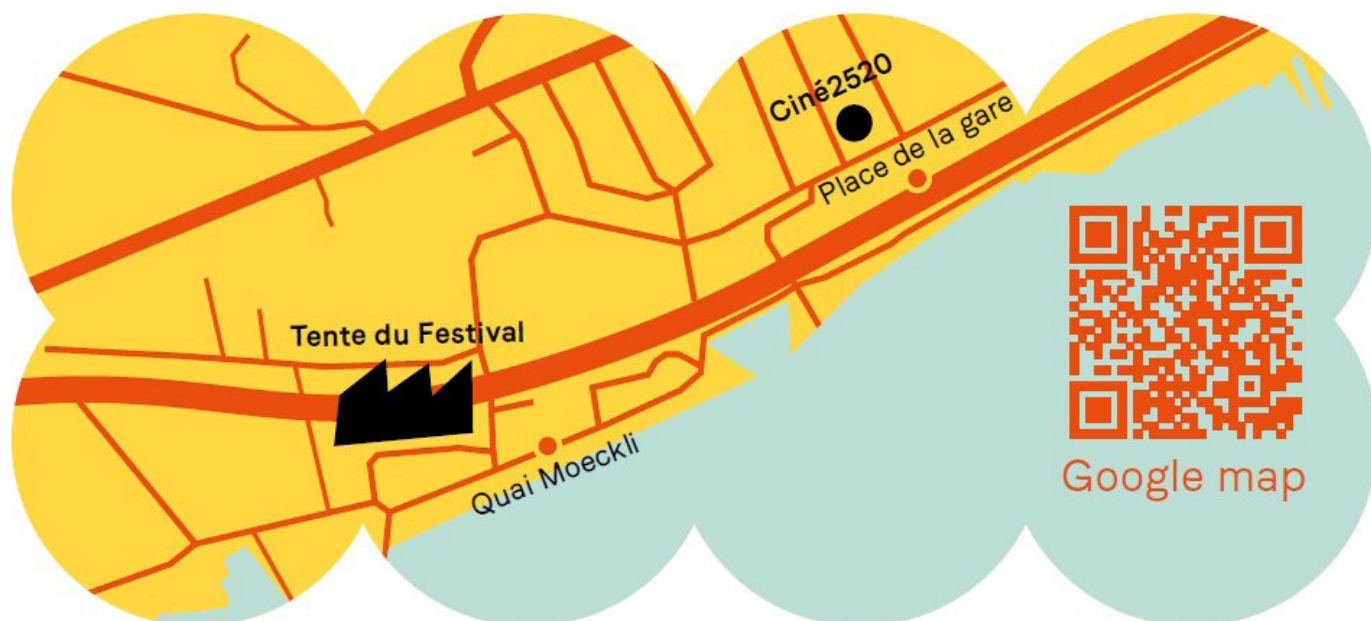 Ciné2520
Place de la gare
Tente du Festival
Quai Moeckli
Google map